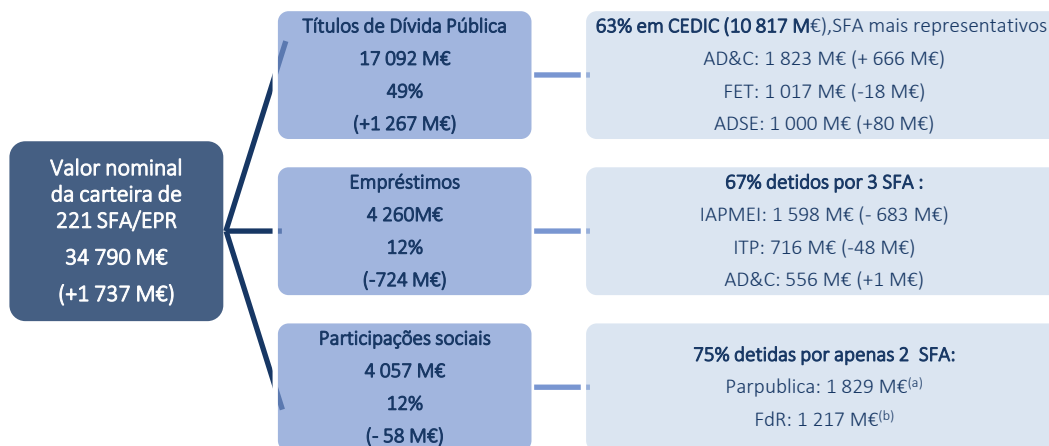 Valor nominal
da carteira de
221 SFA/EPR
34 790 M€
(+1 737 M€)
Títulos de Dívida Pública
17 092 M€
49%
(+1 267 M€)
63% em CEDIC (10 817 M€),SFA mais representativos
AD&C: 1 823 M€ (+ 666 M€)
FET: 1 017 M€ (-18 M€)
ADSE: 1 000 M€ (+80 M€)
Empréstimos
4 260M€
12%
(-724 M€)
67% detidos por 3 SFA :
IAPMEI: 1 598 M€ (- 683 M€)
ITP: 716 M€ (-48 M€)
AD&C: 556 M€ (+1 M€)
Participações sociais
4 057 M€
12%
(- 58 M€)
75% detidas por apenas 2 SFA:
Parpublica: 1 829 M€(a)
FdR: 1 217 M€(b)